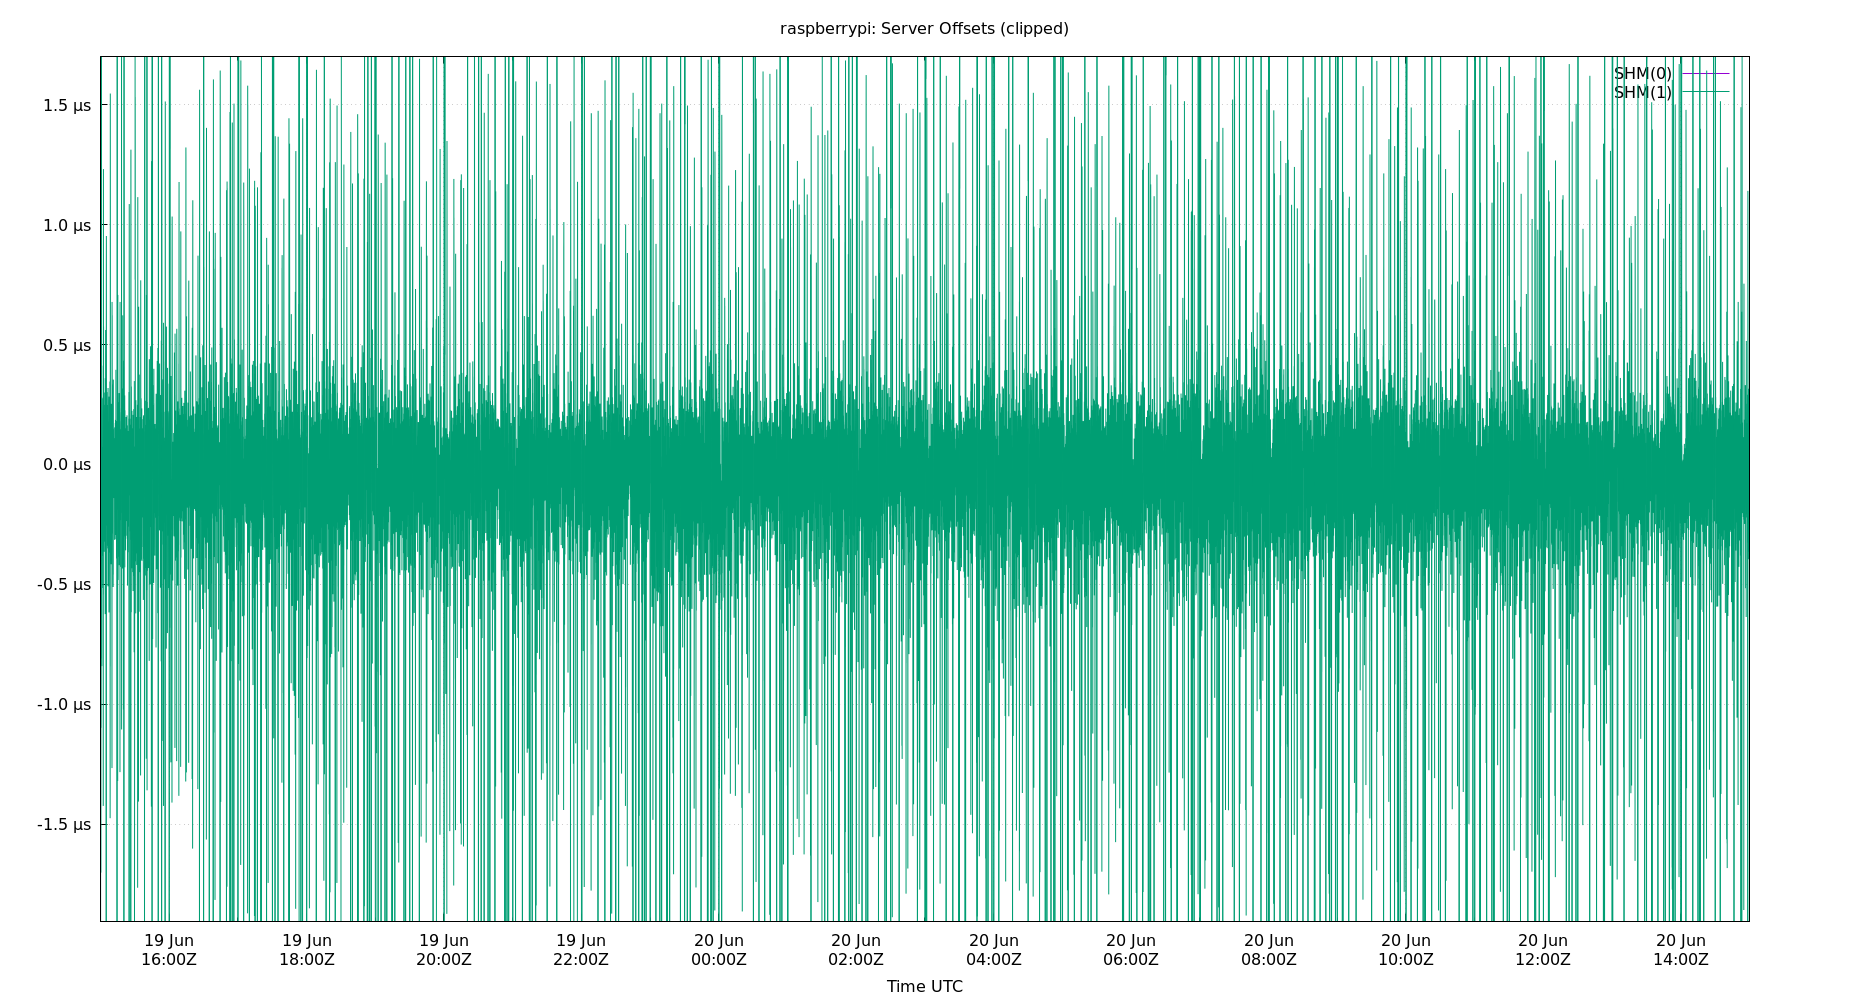 raspberrypi: Server Offsets (clipped)
SHM(0)
SHM(1)
1.5 µs
1.0 µs
0.5 µs
0.0 µs
-0.5 µs
-1.0 µs
-1.5 µs
19 Jun 19 Jun 19 Jun 19 Jun 20 Jun 20 Jun 20 Jun 20 Jun 20 Jun 20 Jun 20 Jun 20 Jun
16:00Z 18:00Z 20:00Z 22:00Z 00:00Z 02:00Z 04:00Z 06:00Z 08:00Z 10:00Z 12:00Z 14:00Z
Time UTC